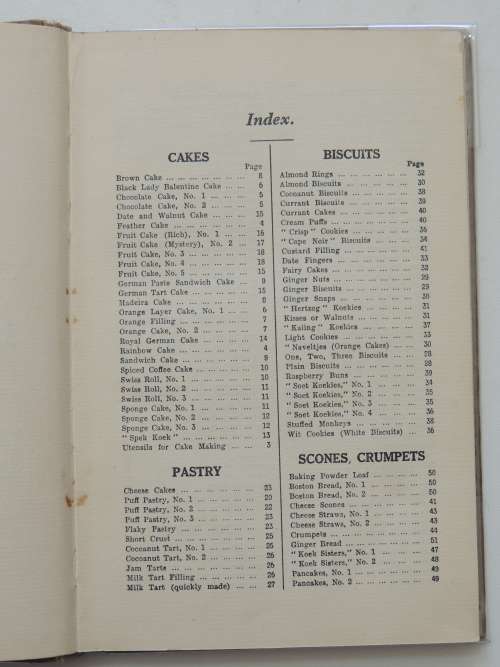 Index.
CAKES
Page
Brown Cake ... ... ... ... ... ... 8
Black Lady Balentine Cake ... ... 6
Chocolate Cake, No. 1 ... ... ... 5
Chocolate Cake, No. 2 ... ... ... 5
Date and Walnut Cake ... ... ... 15
Feather Cake ... ... ... ... ... 4
Fruit Cake (Rich), No. 1 ... ... 16
Fruit Cake (Mystery), No. 2 ... 17
Fruit Cake, No. 3 ... ... ... ... 18
Fruit Cake, No. 4 ... ... ... ... 18
Fruit Cake, No. 5 ... ... ... ... 15
German Paste Sandwich Cake ... 9
German Tart Cake ... ... ... ... 15
Madeira Cake ... ... ... ... ... 8
Orange Layer Cake, No. 1 ... ... 6
Orange Filling ... ... ... ... ... 7
Orange Cake, No. 2 ... ... ... ... 7
Royal German Cake ... ... ... ... 14
Rainbow Cake ... ... ... ... ... 4
Sandwich Cake ... ... ... ... ... 9
Spiced Coffee Cake ... ... ... ... 10
Swiss Roll, No. 1 ... ... ... ... 10
Swiss Roll, No. 2 ... ... ... ... 11
Swiss Roll, No. 3 ... ... ... ... 11
Sponge Cake, No. 1 ... ... ... ... 11
Sponge Cake, No. 2 ... ... ... ... 12
Sponge Cake, No. 3 ... ... ... ... 12
" Spek Koek " ... ... ... ... ... 13
Utensils for Cake Making ... ... 3
PASTRY
Cheese Cakes ... ... ... ... ... 23
Puff Pastry, No. 1 ... ... ... ... 20
Puff Pastry, No. 2 ... ... ... ... 22
Puff Pastry, No. 3 ... ... ... ... 23
Flaky Pastry ... ... ... ... ... 25
Short Crust ... ... ... ... ... 25
Cocoanut Tart, No. 1 ... ... ... 26
Cocoanut Tart, No. 2 ... ... ... 26
Jam Tarts ... ... ... ... ... ... 26
Milk Tart Filling ... ... ... ... 26
Milk Tart (quickly made) ... ... 27
BISCUITS
Page
Almond Rings ... ... ... ... ... 32
Almond Biscuits ... ... ... ... 30
Cocoanut Biscuits ... ... ... ... 38
Currant Biscuits ... ... ... ... 39
Currant Cakes ... ... ... ... ... 40
Cream Puffs ... ... ... ... ... 40
" Crisp " Cookies ... ... ... ... 36
" Cape Noir " Biscuits ... ... ... 34
Custard Filling ... ... ... ... ... 41
Date Fingers ... ... ... ... ... 33
Fairy Cakes ... ... ... ... ... 32
Ginger Nuts ... ... ... ... ... 29
Ginger Biscuits ... ... ... ... 29
Ginger Snaps ... ... ... ... ... 30
" Hertzog " Koekies ... ... ... 31
Kisses or Walnuts ... ... ... ... 31
" Kaiing " Koekies ... ... ... ... 37
Light Cookies ... ... ... ... ... 33
" Naveltjes (Orange Cakes) ... ... 30
One, Two, Three Biscuits ... ... 28
Plain Biscuits ... ... ... ... ... 28
Raspberry Buns ... ... ... ... ... 39
" Soet Koekies," No. 1 ... ... ... 34
" Soet Koekies," No. 2 ... ... ... 35
" Soet Koekies," No. 3 ... ... ... 35
" Soet Koekies," No. 4 ... ... ... 36
Stuffed Monkeys ... ... ... ... 38
Wit Cookies (White Biscuits) ... 36
SCONES, CRUMPETS
Baking Powder Loaf ... ... ... ... 50
Boston Bread, No. 1 ... ... ... ... 50
Boston Bread, No. 2 ... ... ... ... 50
Cheese Scones ... ... ... ... ... 41
Cheese Straws, No. 1 ... ... ... 43
Cheese Straws, No. 2 ... ... ... 43
Crumpets ... ... ... ... ... ... 44
Ginger Bread ... ... ... ... ... 51
" Koek Sisters," No. 1 ... ... ... 47
" Koek Sisters," No. 2 ... ... ... 48
Pancakes, No. 1 ... ... ... ... 49
Pancakes, No. 2 ... ... ... ... 49